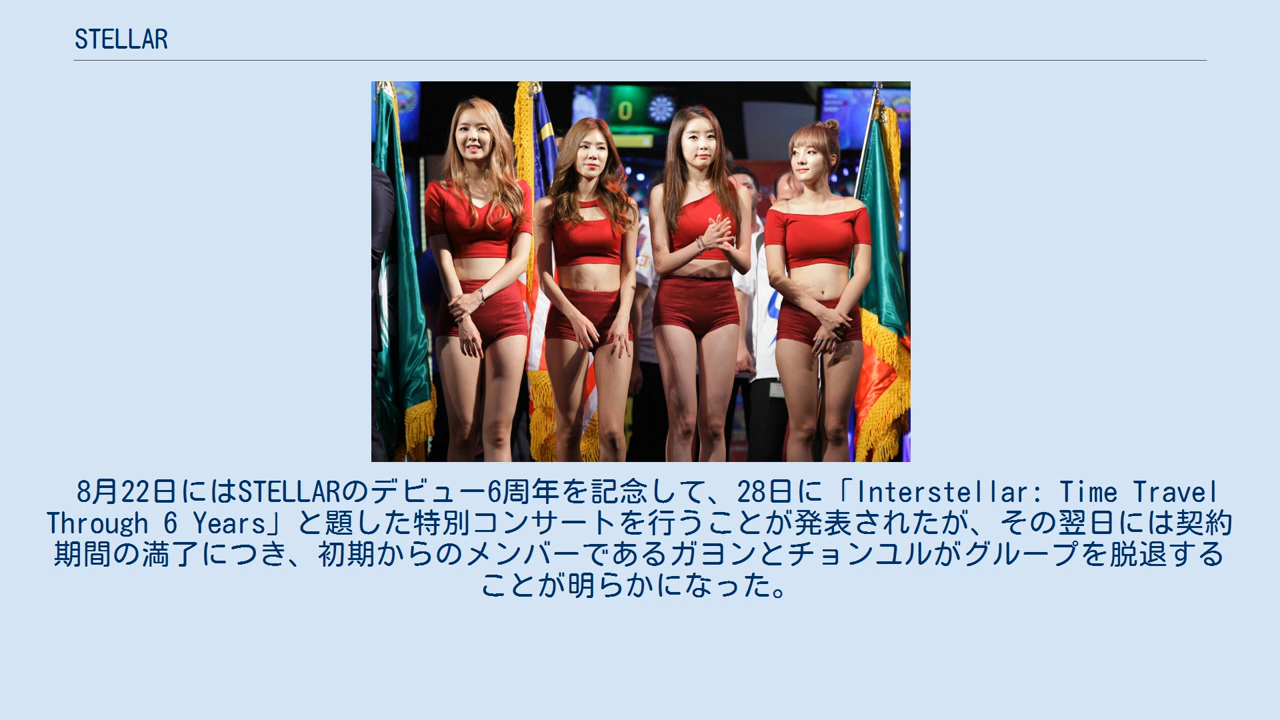 STELLAR
0
8月22日にはSTELLARのデビュー6周年を記念して、28日に「Interstellar: Time Travel
Through 6 Years」と題した特別コンサートを行うことが発表されたが、その翌日には契約
期間の満了につき、初期からのメンバーであるガヨンとチョンユルがグループを脱退する
ことが明らかになった。